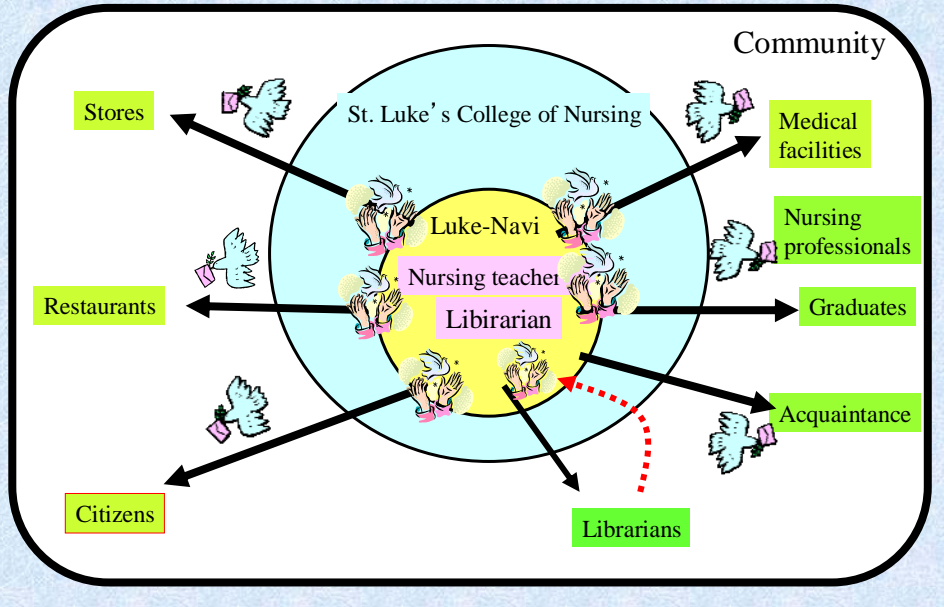 Community
Stores
St. Luke’s College of Nursing
Medical
facilities
Luke-Navi
Nursing
professionals
Nursing teacher
Restaurants
Libirarian
Graduates
Acquaintance
Citizens
Librarians